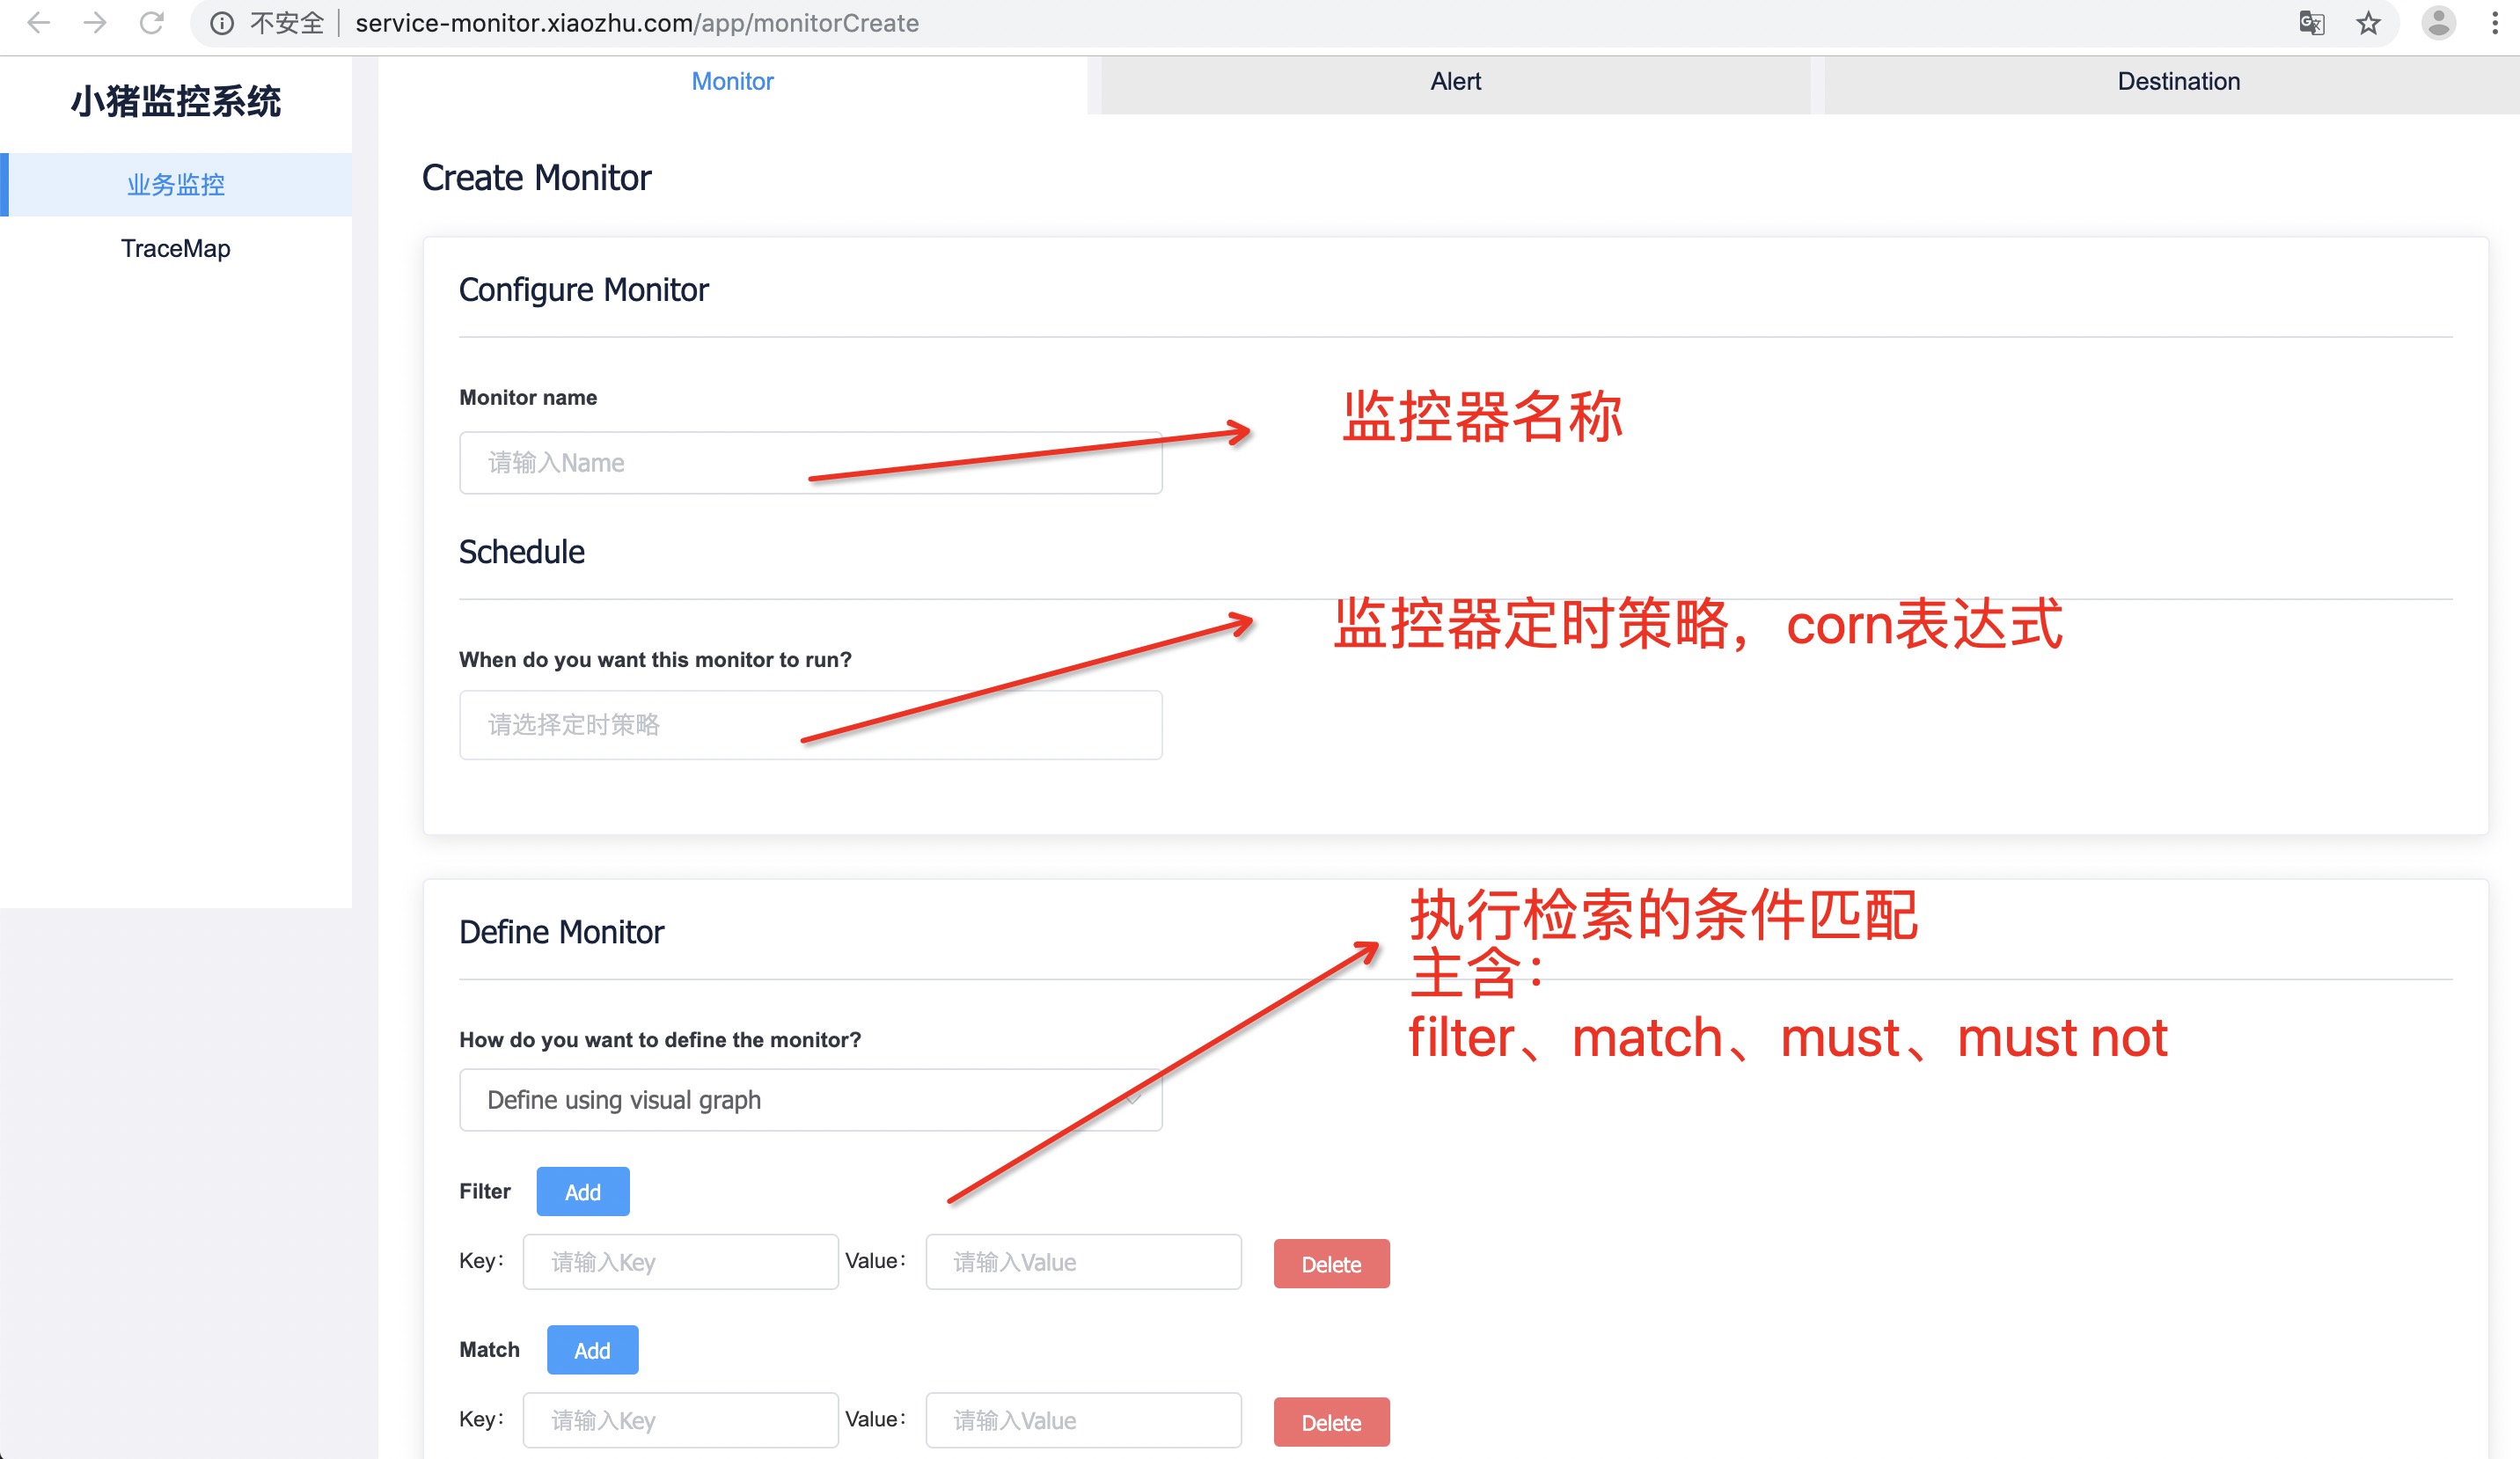 不安全 service-monitor.xiaozhu.com/app/monitorCreate
小猪监控系统
业务监控
TraceMap
Monitor
Alert
Destination
Create Monitor
Configure Monitor
Monitor name
请输入Name
监控器名称
Schedule
监控器定时策略，corn表达式
When do you want this monitor to run?
请选择定时策略
Define Monitor
执行检索的条件匹配
主含：
filter、match、must、must not
How do you want to define the monitor?
Define using visual graph
Filter Add
Key： 请输入Key Value： 请输入Value Delete
Match Add
Key： 请输入Key Value： 请输入Value Delete